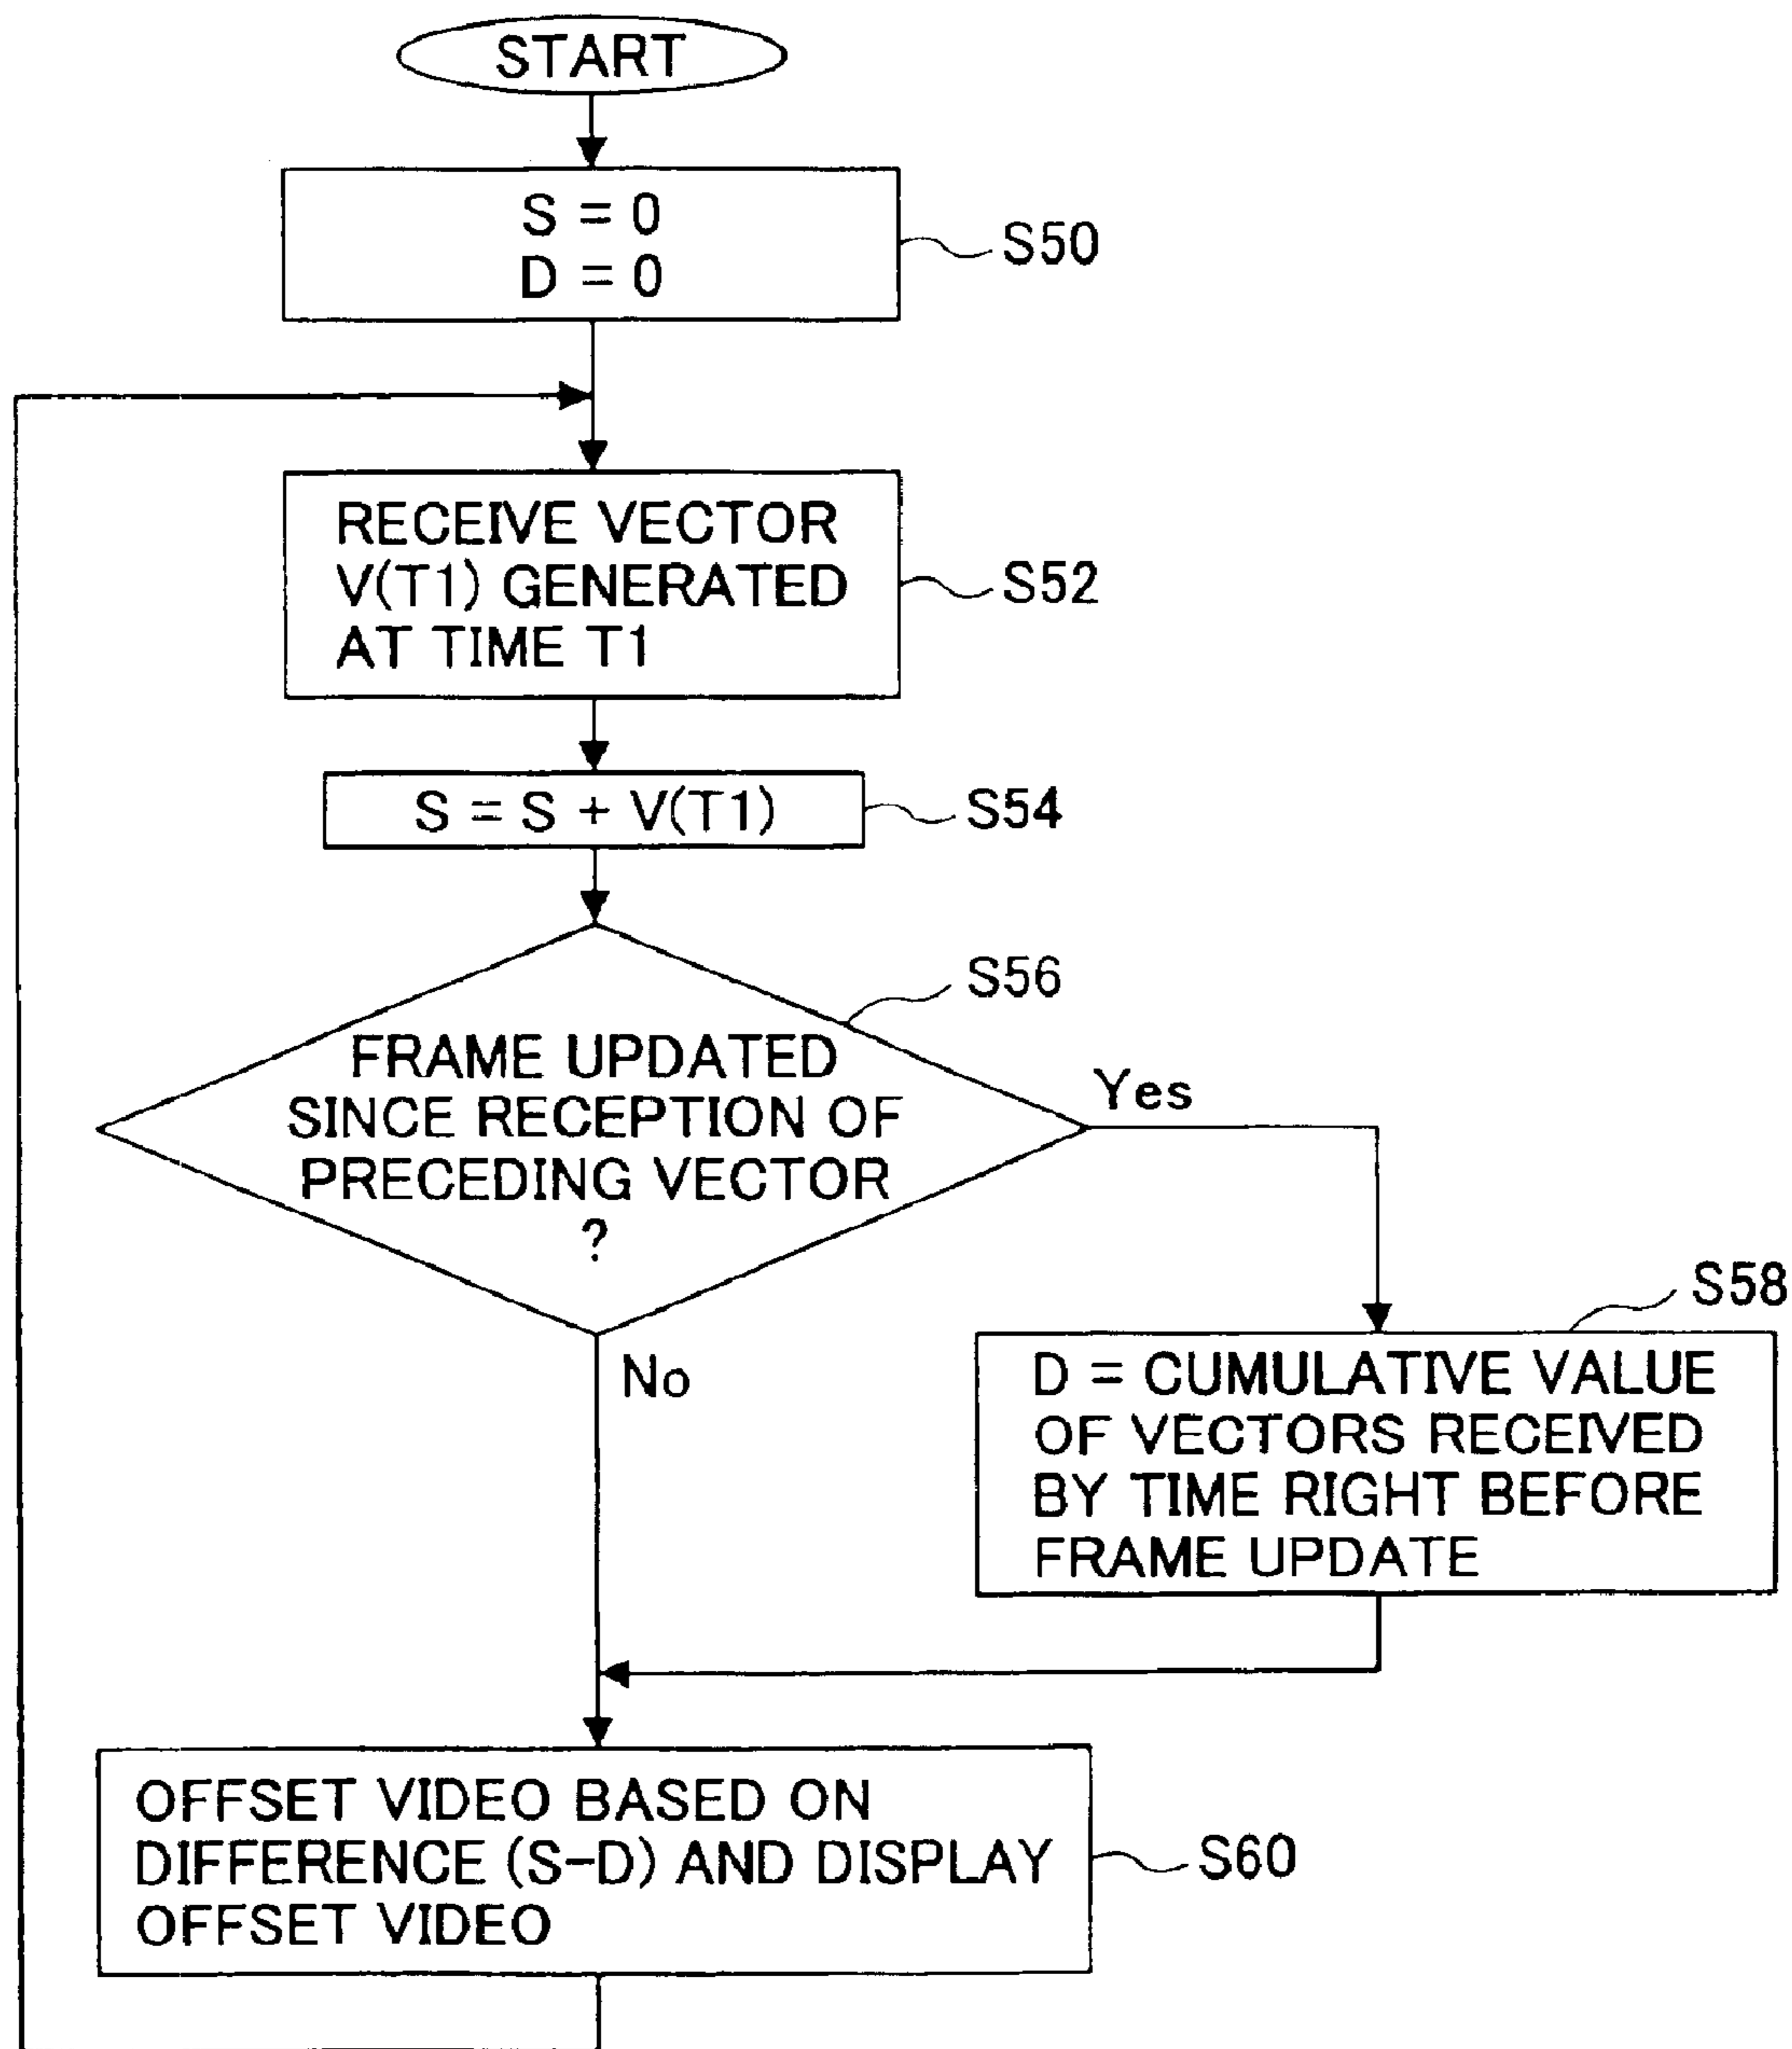 START
S = 0
D = 0
S50
RECEIVE VECTOR
V(T1) GENERATED
AT TIME T1
S52
S = S + V(T1)
S54
S56
FRAME UPDATED
SINCE RECEPTION OF
PRECEDING VECTOR
?
Yes
No
S58
D = CUMULATIVE VALUE
OF VECTORS RECEIVED
BY TIME RIGHT BEFORE
FRAME UPDATE
OFFSET VIDEO BASED ON
DIFFERENCE (S-D) AND DISPLAY
OFFSET VIDEO
S60